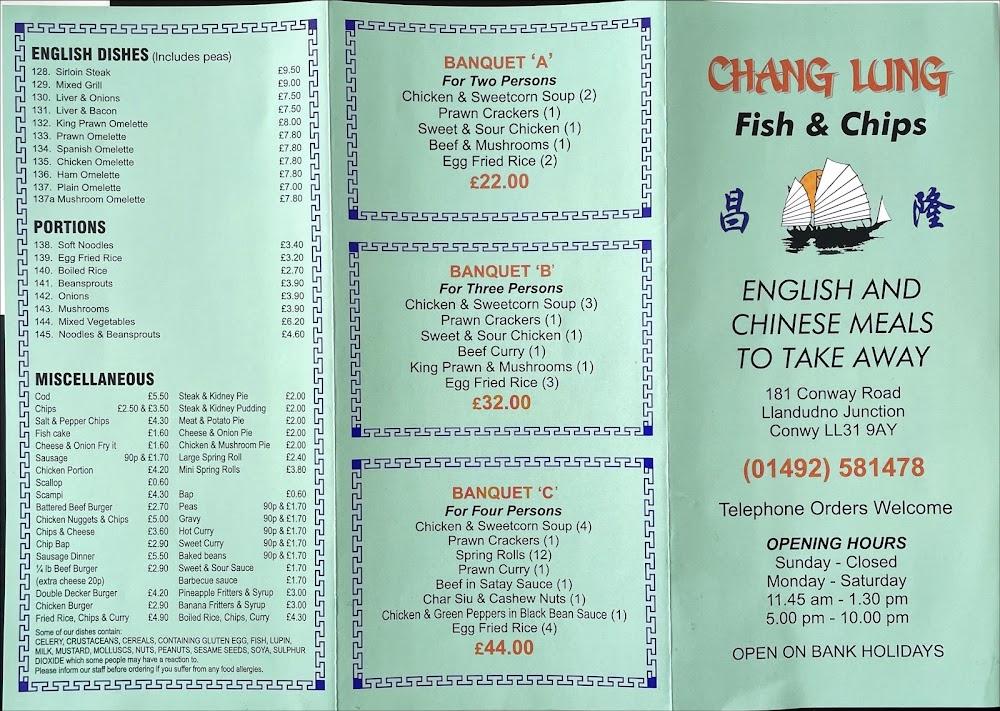 ENGLISH DISHES (Includes peas)
128. Sirloin Steak £9.50
129. Mixed Grill £9.00
130. Liver & Onions £7.50
131. Liver & Bacon £7.50
132. King Prawn Omelette £8.00
133. Prawn Omelette £7.80
134. Spanish Omelette £7.80
135. Chicken Omelette £7.80
136. Ham Omelette £7.80
137. Plain Omelette £7.00
137a Mushroom Omelette £7.80
PORTIONS
138. Soft Noodles £3.40
139. Egg Fried Rice £3.20
140. Boiled Rice £2.70
141. Beansprouts £3.90
142. Onions £3.90
143. Mushrooms £3.90
144. Mixed Vegetables £6.20
145. Noodles & Beansprouts £4.60
MISCELLANEOUS
Cod £5.50
Chips £2.50 & £3.50
Salt & Pepper Chips £4.30
Fish cake £1.60
Cheese & Onion Fry it £1.60
Sausage 90p & £1.70
Chicken Portion £4.20
Scallop £0.60
Scampi £4.30
Battered Beef Burger £2.70
Chicken Nuggets & Chips £5.00
Chips & Cheese £3.60
Chip Bap £2.90
Sausage Dinner £5.50
¼ lb Beef Burger £2.90
(extra cheese 20p)
Double Decker Burger £4.20
Chicken Burger £2.90
Fried Rice, Chips & Curry £4.90
Steak & Kidney Pie £2.00
Steak & Kidney Pudding £2.00
Meat & Potato Pie £2.00
Cheese & Onion Pie £2.00
Chicken & Mushroom Pie £2.00
Large Spring Roll £2.40
Mini Spring Rolls £3.80
Bap £0.60
Peas 90p & £1.70
Gravy 90p & £1.70
Hot Curry 90p & £1.70
Sweet Curry 90p & £1.70
Baked beans 90p & £1.70
Sweet & Sour Sauce £1.70
Barbecue sauce £1.70
Pineapple Fritters & Syrup £3.00
Banana Fritters & Syrup £3.00
Boiled Rice, Chips, Curry £4.30
Some of our dishes contain:
CELERY, CRUSTACEANS, CEREALS, CONTAINING GLUTEN EGG, FISH, LUPIN,
MILK, MUSTARD, MOLLUSCS, NUTS, PEANUTS, SESAME SEEDS, SOYA, SULPHUR
DIOXIDE which some people may have a reaction to.
Please inform our staff before ordering if you suffer from any food allergies.
BANQUET 'A'
For Two Persons
Chicken & Sweetcorn Soup (2)
Prawn Crackers (1)
Sweet & Sour Chicken (1)
Beef & Mushrooms (1)
Egg Fried Rice (2)
£22.00
BANQUET 'B'
For Three Persons
Chicken & Sweetcorn Soup (3)
Prawn Crackers (1)
Sweet & Sour Chicken (1)
Beef Curry (1)
King Prawn & Mushrooms (1)
Egg Fried Rice (3)
£32.00
BANQUET 'C'
For Four Persons
Chicken & Sweetcorn Soup (4)
Prawn Crackers (1)
Spring Rolls (12)
Prawn Curry (1)
Beef in Satay Sauce (1)
Char Siu & Cashew Nuts (1)
Chicken & Green Peppers in Black Bean Sauce (1)
Egg Fried Rice (4)
£44.00
CHANG LUNG
Fish & Chips
昌 隆
ENGLISH AND
CHINESE MEALS
TO TAKE AWAY
181 Conway Road
Llandudno Junction
Conwy LL31 9AY
(01492) 581478
Telephone Orders Welcome
OPENING HOURS
Sunday - Closed
Monday - Saturday
11.45 am - 1.30 pm
5.00 pm - 10.00 pm
OPEN ON BANK HOLIDAYS